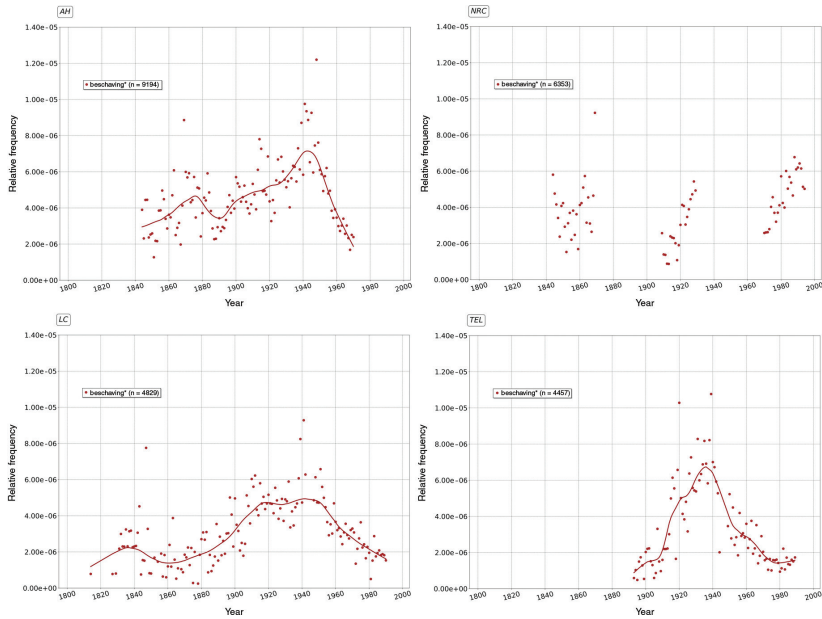 AH
1.40e−05
1.20e−05
1.00e−05
8.00e−06
6.00e−06
4.00e−06
2.00e−06
0.00e+00
Relative frequency
beschaving* (n = 9194)
1800 1820 1840 1860 1880 1900 1920 1940 1960 1980 2000
Year
NRC
1.40e−05
1.20e−05
1.00e−05
8.00e−06
6.00e−06
4.00e−06
2.00e−06
0.00e+00
Relative frequency
beschaving* (n = 6353)
1800 1820 1840 1860 1880 1900 1920 1940 1960 1980 2000
Year
LC
1.40e−05
1.20e−05
1.00e−05
8.00e−06
6.00e−06
4.00e−06
2.00e−06
0.00e+00
Relative frequency
beschaving* (n = 4829)
1800 1820 1840 1860 1880 1900 1920 1940 1960 1980 2000
Year
TEL
1.40e−05
1.20e−05
1.00e−05
8.00e−06
6.00e−06
4.00e−06
2.00e−06
0.00e+00
Relative frequency
beschaving* (n = 4457)
1800 1820 1840 1860 1880 1900 1920 1940 1960 1980 2000
Year